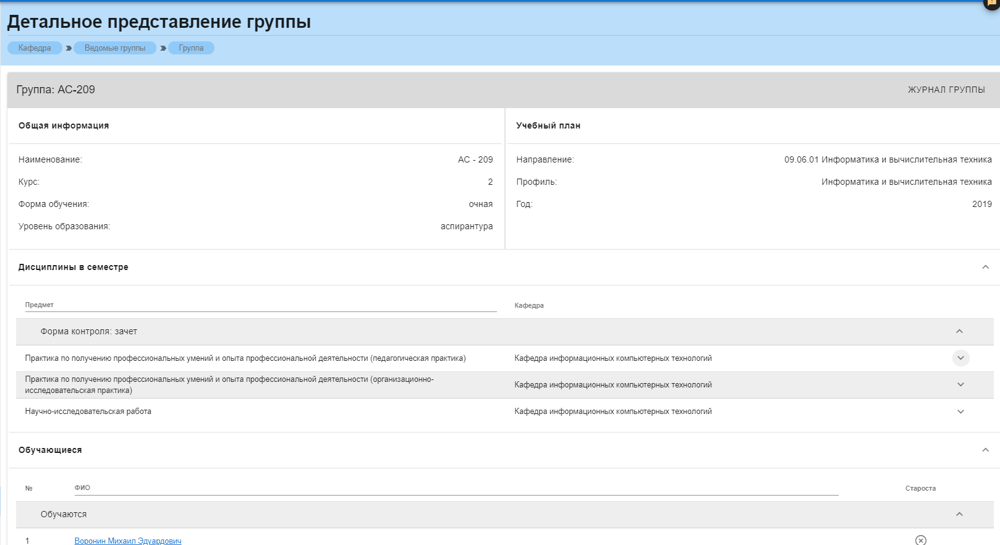 Детальное представление группы
Кафедра
Ведомые группы
Группа
Группа: АС-209
ЖУРНАЛ ГРУППЫ
Общая информация
Учебный план
Наименование:
АС - 209
Направление:
09.06.01 Информатика и вычислительная техника
Курс:
2
Профиль:
Информатика и вычислительная техника
Форма обучения:
очная
Год:
2019
Уровень образования:
аспирантура
Дисциплины в семестре
Предмет
Кафедра
Форма контроля: зачет
Практика по получению профессиональных умений и опыта профессиональной деятельности (педагогическая практика)
Кафедра информационных компьютерных технологий
Практика по получению профессиональных умений и опыта профессиональной деятельности (организационно-
исследовательская практика)
Кафедра информационных компьютерных технологий
Научно-исследовательская работа
Кафедра информационных компьютерных технологий
Обучающиеся
№
ФИО
Староста
Обучаются
1
Воронин Михаил Эдуардович